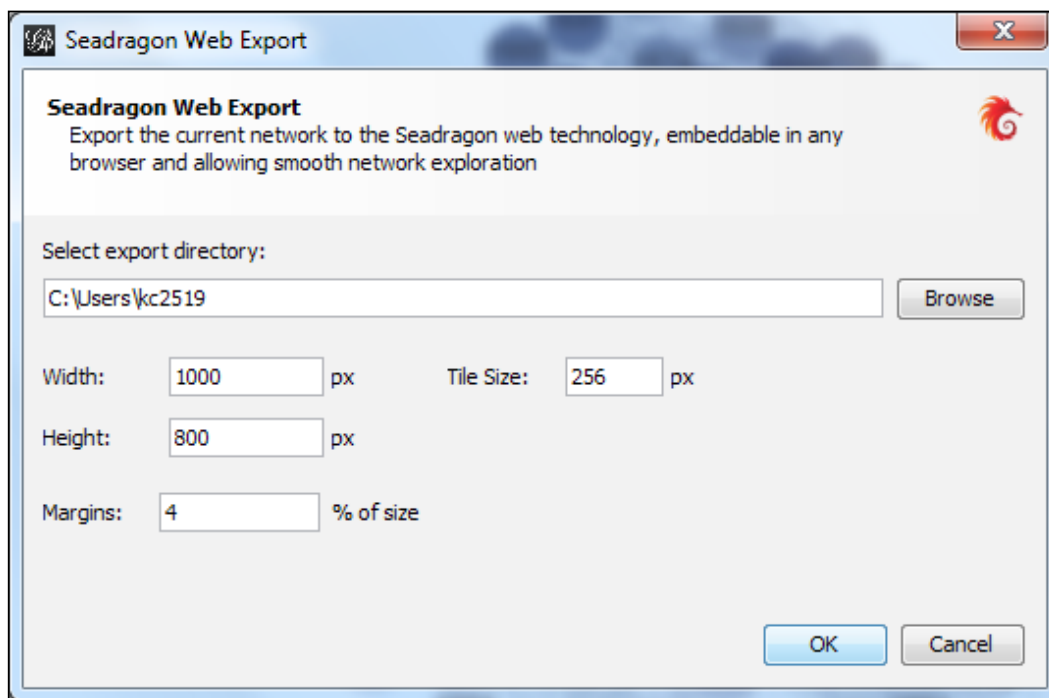 Seadragon Web Export
Seadragon Web Export
Export the current network to the Seadragon web technology, embeddable in any
browser and allowing smooth network exploration
Select export directory:
C:\Users\kc2519 Browse
Width: 1000 px Tile Size: 256 px
Height: 800 px
Margins: 4 % of size
OK Cancel